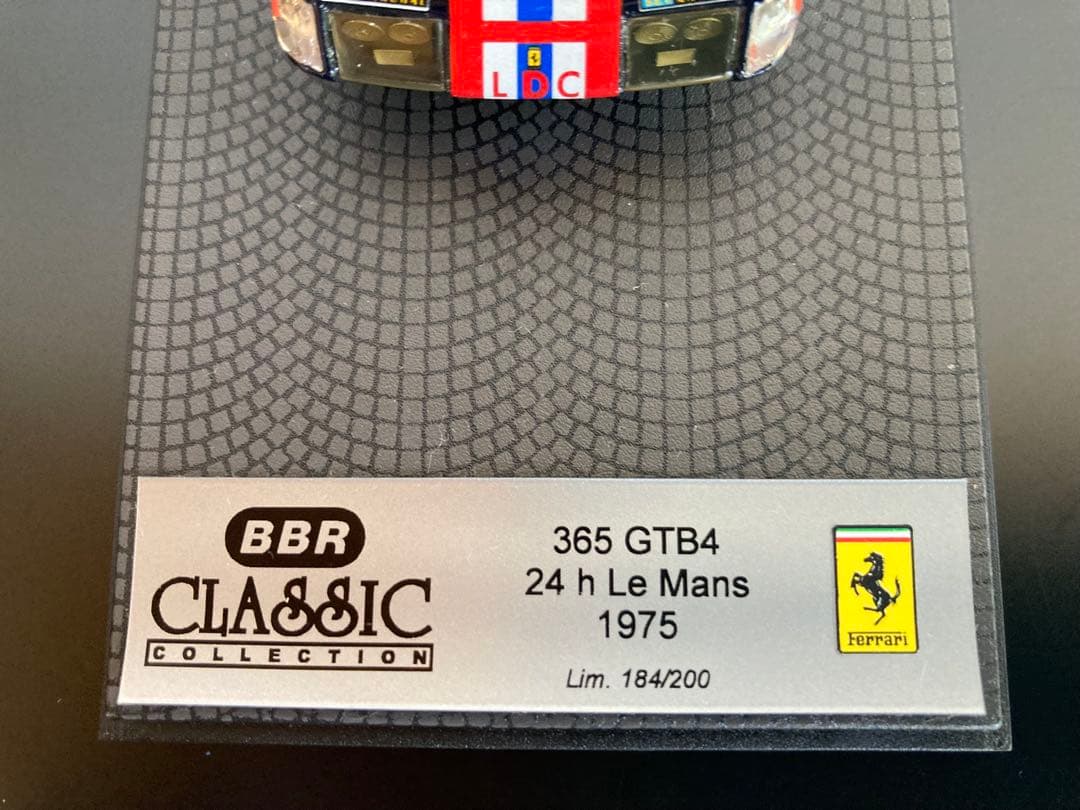 L D C
BBR
CLASSIC
COLLECTION
365 GTB4
24 h Le Mans
1975
Lim. 184/200
Ferrari